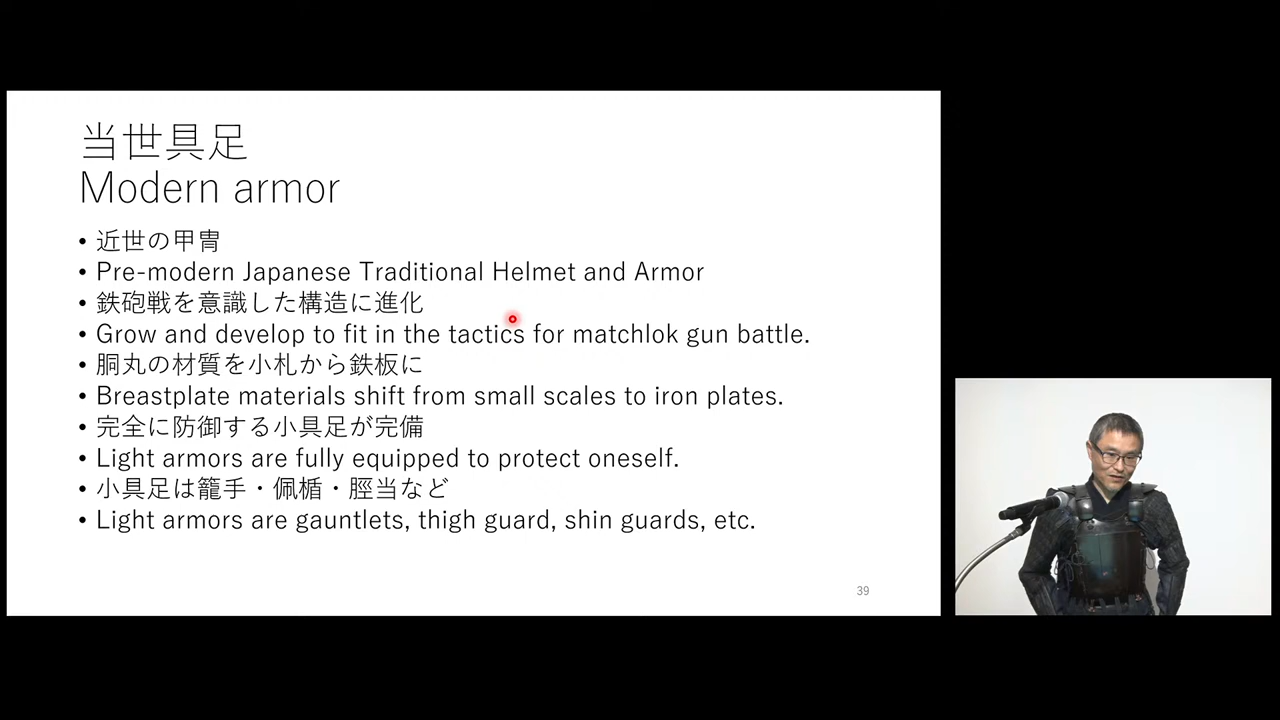 当世具足
Modern armor
• 近世の甲冑
• Pre-modern Japanese Traditional Helmet and Armor
• 鉄砲戦を意識した構造に進化
• Grow and develop to fit in the tactics for matchlok gun battle.
• 胴丸の材質を小札から鉄板に
• Breastplate materials shift from small scales to iron plates.
• 完全に防御する小具足が完備
• Light armors are fully equipped to protect oneself.
• 小具足は籠手・佩楯・脛当など
• Light armors are gauntlets, thigh guard, shin guards, etc.
39